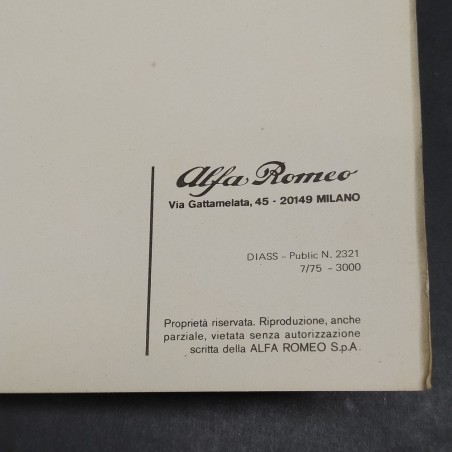 Alfa Romeo
Via Gattamelata, 45 - 20149 MILANO
DIASS - Public N. 2321
7/75 - 3000
Proprietà riservata. Riproduzione, anche
parziale, vietata senza autorizzazione
scritta della ALFA ROMEO S.p.A.